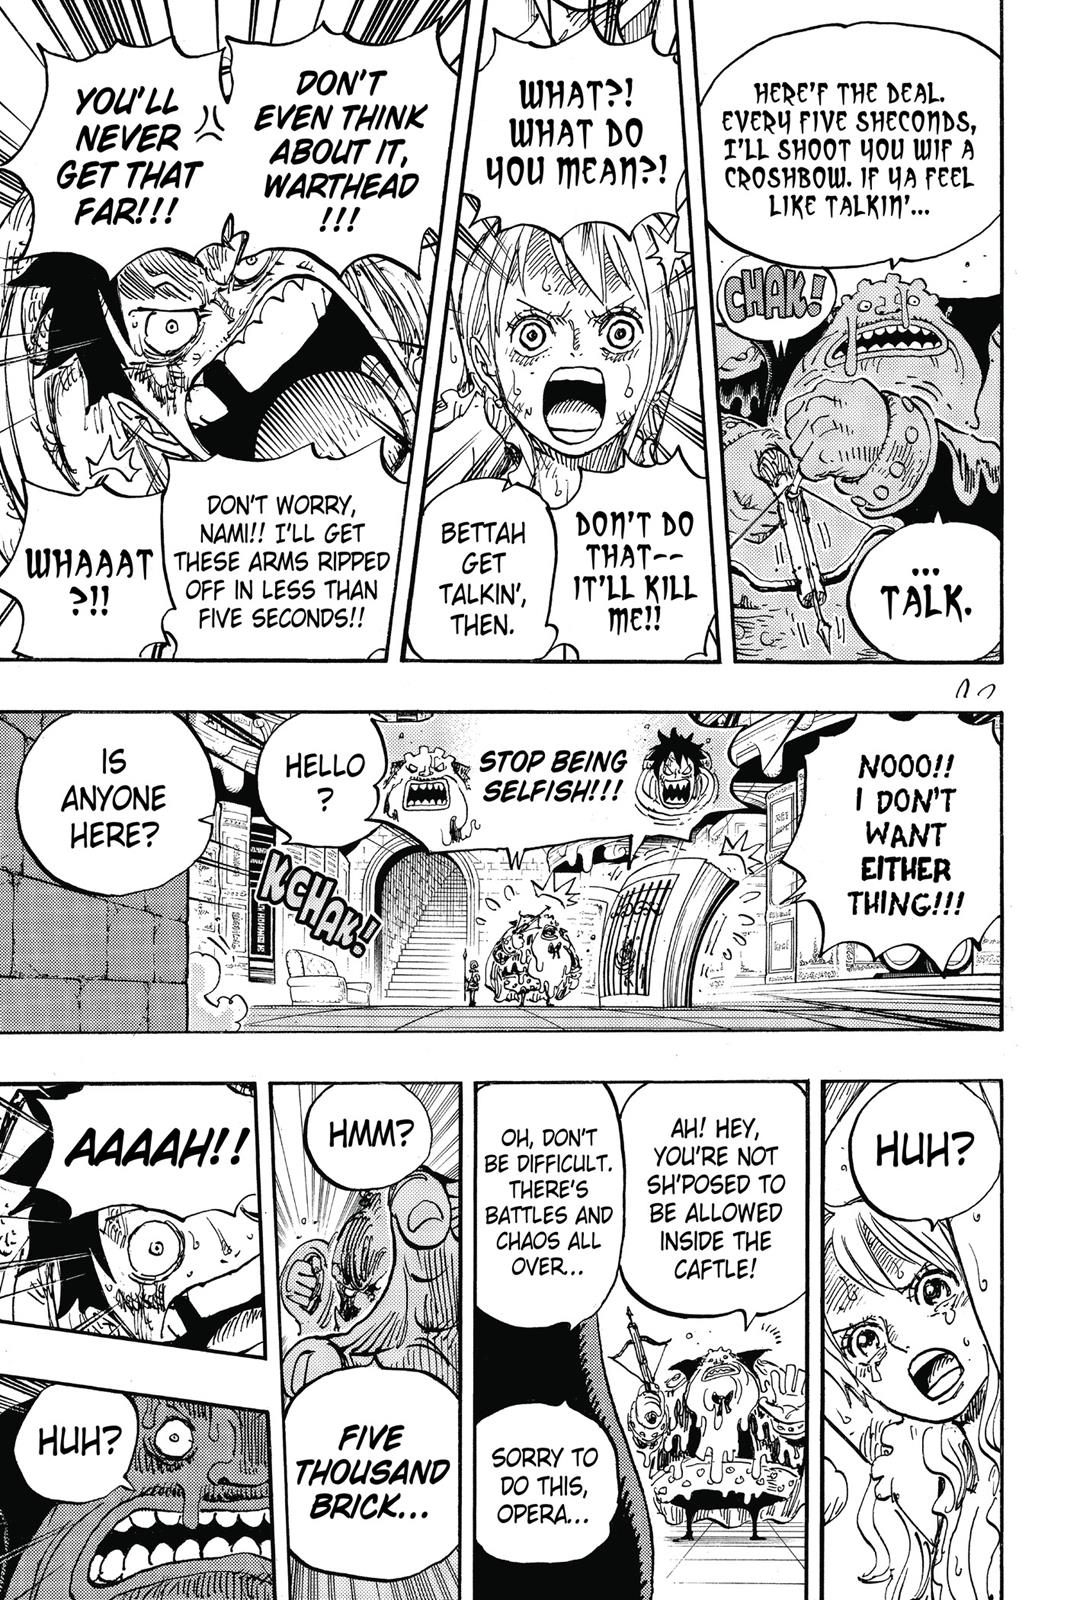 HERE'F THE DEAL.
EVERY FIVE SHECONDS,
I'LL SHOOT YOU WIF A
CROSHBOW. IF YA FEEL
LIKE TALKIN'...
CHAK!
...
TALK.
WHAT?!
WHAT DO
YOU MEAN?!
DON'T DO
THAT--
IT'LL KILL
ME!!
BETTAH
GET
TALKIN',
THEN.
DON'T
EVEN THINK
ABOUT IT,
WARTHEAD
!!!
YOU'LL
NEVER
GET THAT
FAR!!!
DON'T WORRY,
NAMI!! I'LL GET
THESE ARMS RIPPED
OFF IN LESS THAN
FIVE SECONDS!!
WHAAAT
?!!
NOOO!!
I DON'T
WANT
EITHER
THING!!!
STOP BEING
SELFISH!!!
HELLO
?
KCHAK!
IS
ANYONE
HERE?
HUH?
AH! HEY,
YOU'RE NOT
SH'POSED TO
BE ALLOWED
INSIDE THE
CAFTLE!
OH, DON'T
BE DIFFICULT.
THERE'S
BATTLES AND
CHAOS ALL
OVER...
SORRY TO
DO THIS,
OPERA...
HMM?
FIVE
THOUSAND
BRICK...
AAAAH!!
HUH?